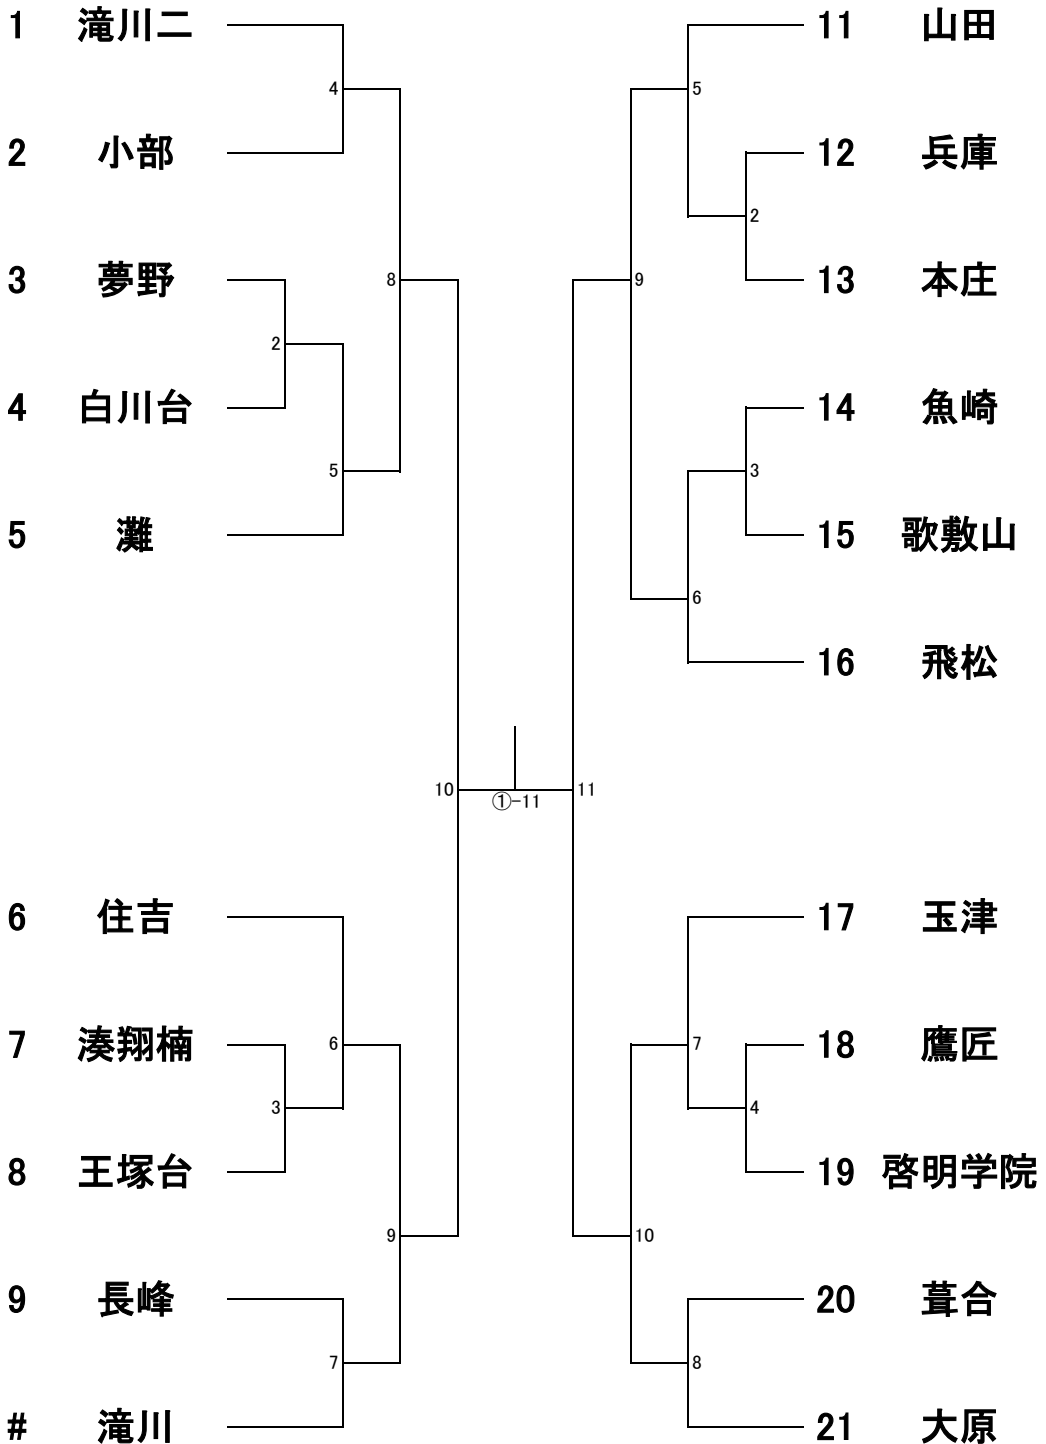 1 滝川二
4
2 小部
3 夢野
8
2
4 白川台
5
5 灘
10
①-11
6 住吉
7 湊翔楠
6
3
8 王塚台
9
9 長峰
7
# 滝川
11 山田
5
12 兵庫
2
13 本庄
9
14 魚崎
3
15 歌敷山
6
16 飛松
11
17 玉津
18 鷹匠
7
4
19 啓明学院
10
20 葺合
8
21 大原